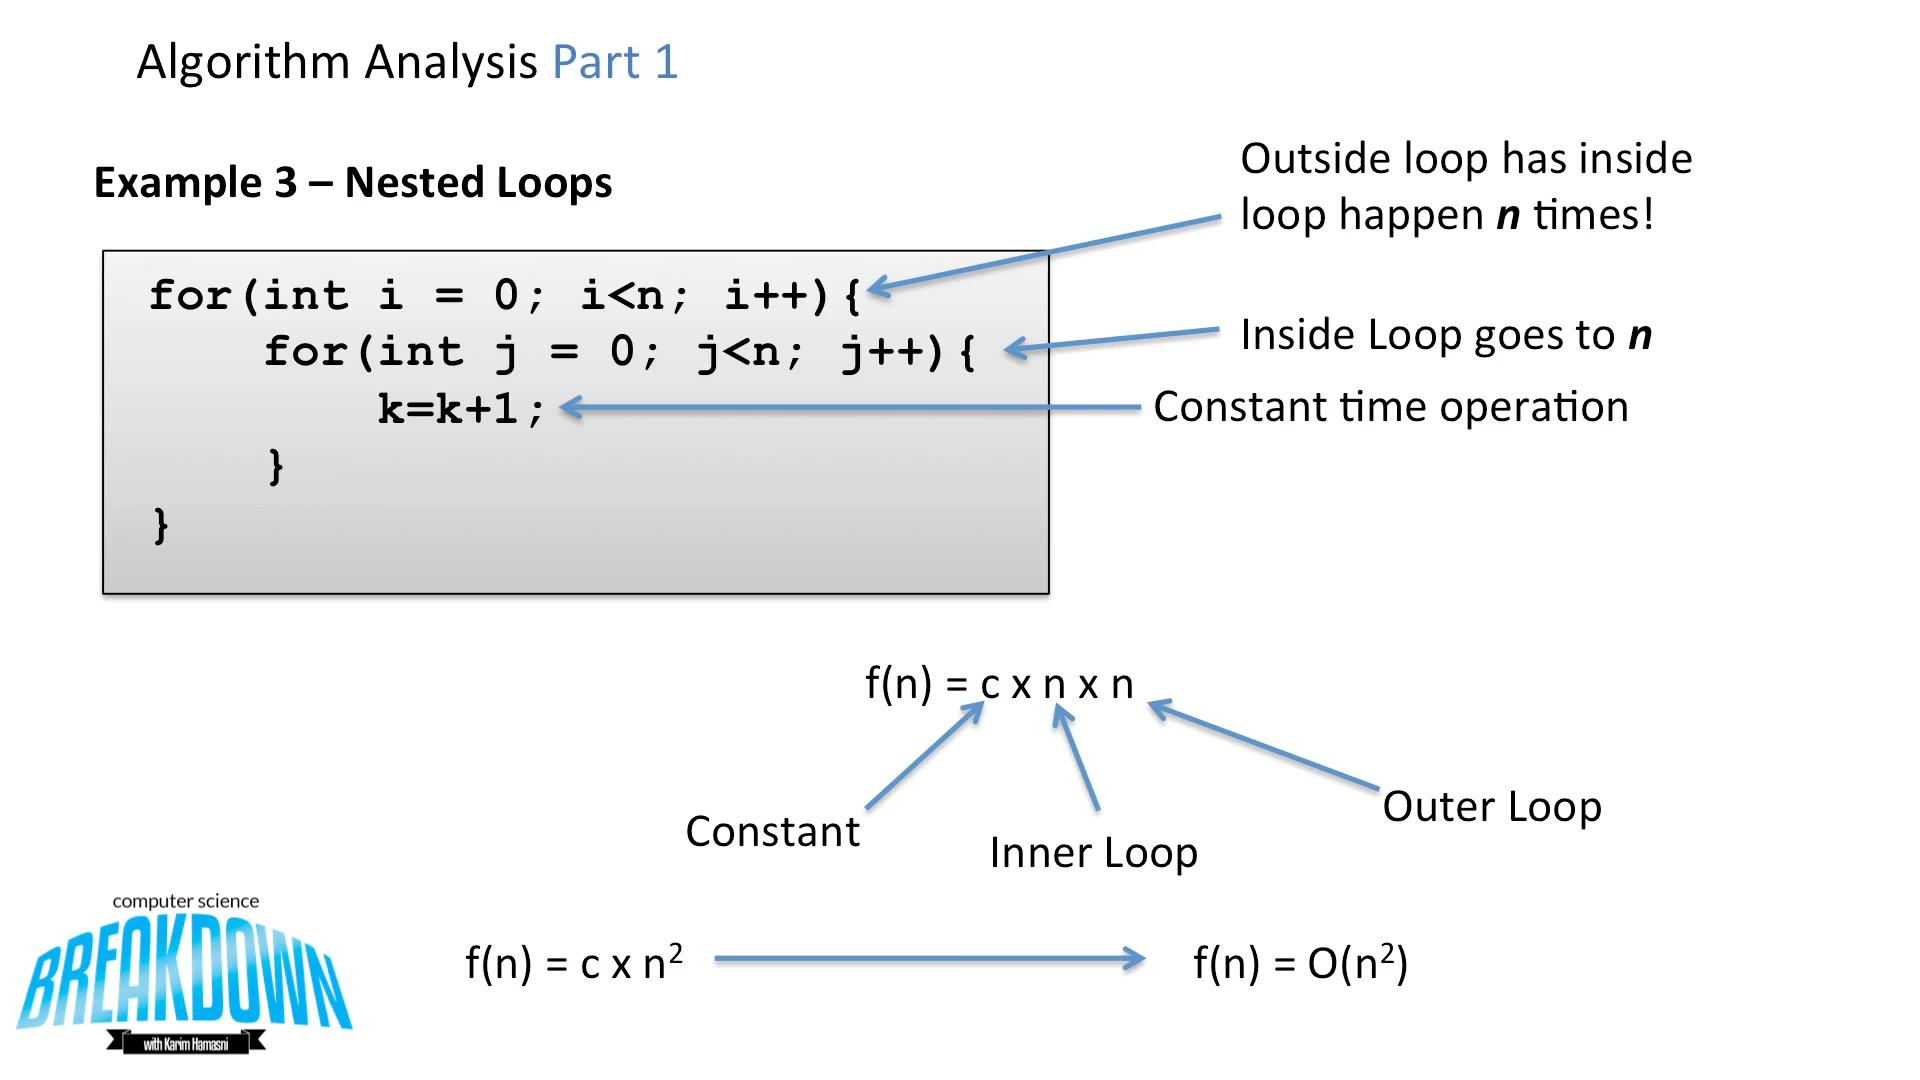 Algorithm Analysis Part 1
Example 3 – Nested Loops
Outside loop has inside
loop happen n times!
for(int i = 0; i<n; i++){
for(int j = 0; j<n; j++){
Inside Loop goes to n
k=k+1;
Constant time operation
}
}
f(n) = c x n x n
Constant
Inner Loop
Outer Loop
f(n) = c x n²
f(n) = O(n²)
computer science
BREAKDOWN
with Karim Hamasni